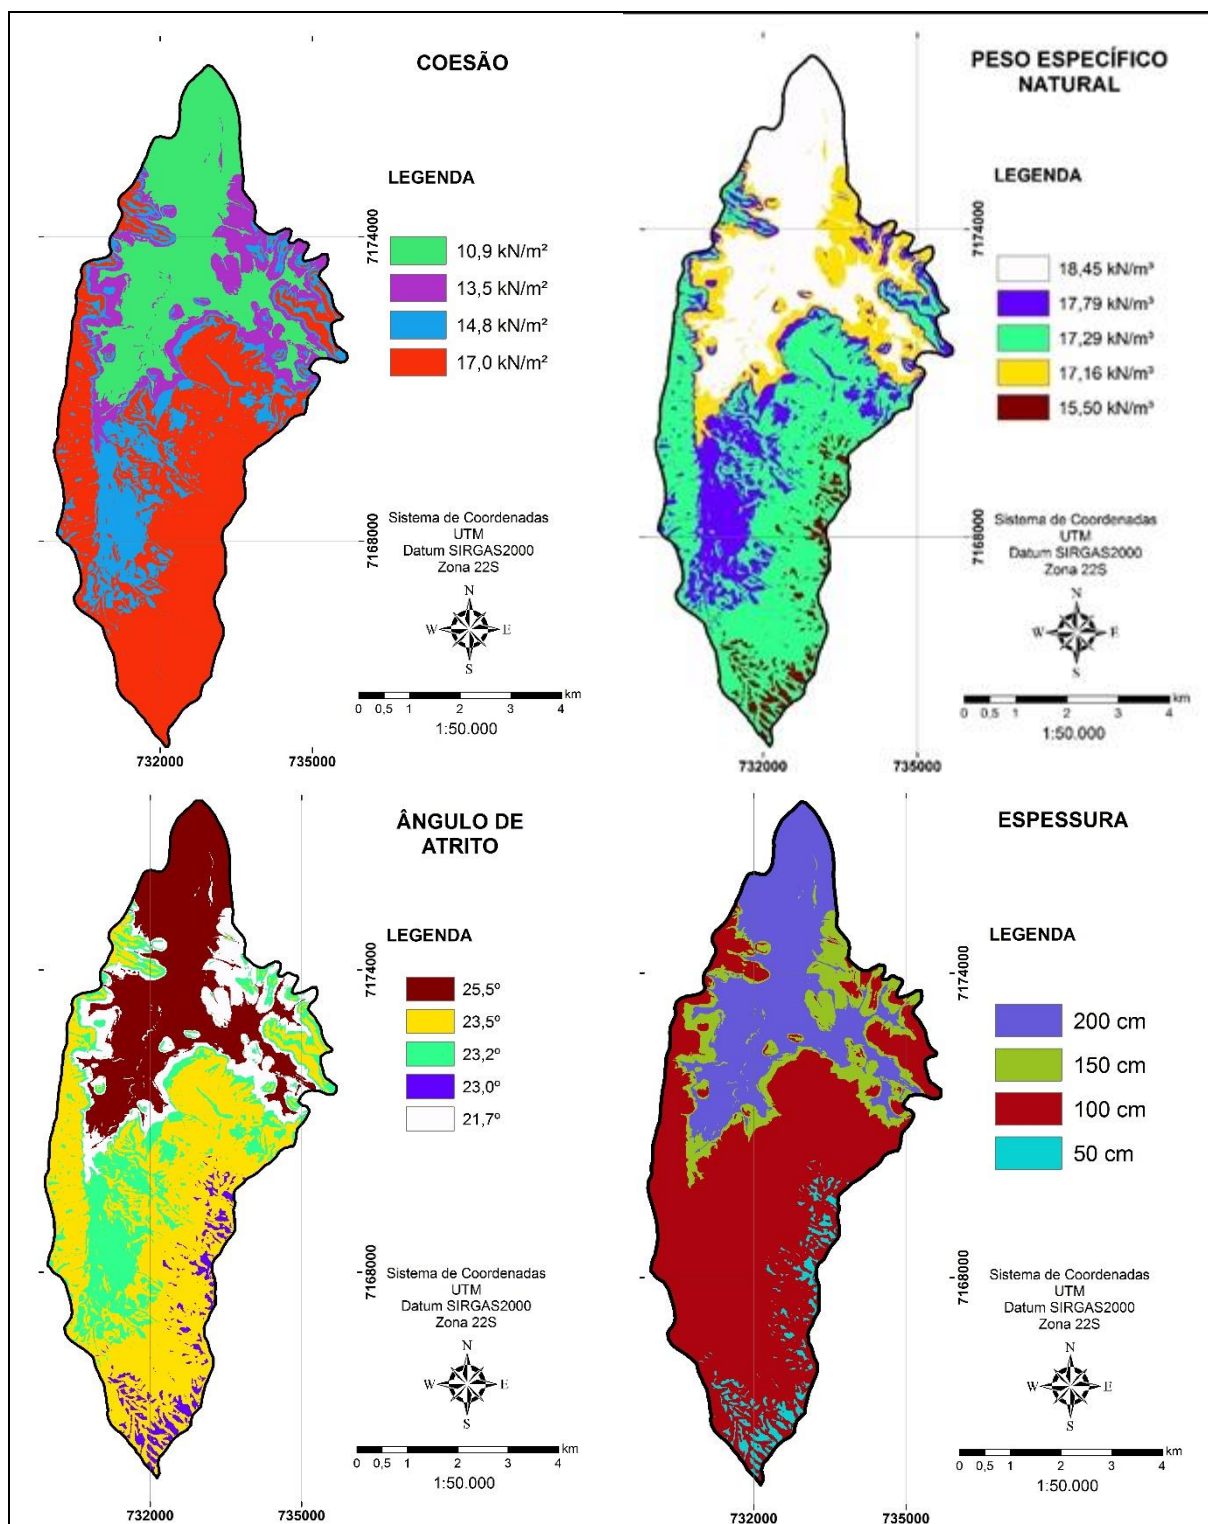 COESÃO
LEGENDA
10,9 kN/m²
13,5 kN/m²
14,8 kN/m²
17,0 kN/m²
7174000
7168000
Sistema de Coordenadas
UTM
Datum SIRGAS2000
Zona 22S
N
W E
S
km
0 0,5 1 2 3 4
1:50.000
732000 735000
PESO ESPECÍFICO
NATURAL
LEGENDA
18,45 kN/m³
17,79 kN/m³
17,29 kN/m³
17,16 kN/m³
15,50 kN/m³
7174000
7168000
Sistema de Coordenadas
UTM
Datum SIRGAS2000
Zona 22S
N
W E
S
km
0 0,5 1 2 3 4
1:50.000
732000 735000
ÂNGULO DE
ATRITO
LEGENDA
25,5º
23,5º
23,2º
23,0º
21,7º
7174000
7168000
Sistema de Coordenadas
UTM
Datum SIRGAS2000
Zona 22S
N
W E
S
km
0 0,5 1 2 3 4
1:50.000
732000 735000
ESPESSURA
LEGENDA
200 cm
150 cm
100 cm
50 cm
7174000
7168000
Sistema de Coordenadas
UTM
Datum SIRGAS2000
Zona 22S
N
W E
S
km
0 0,5 1 2 3 4
1:50.000
732000 735000